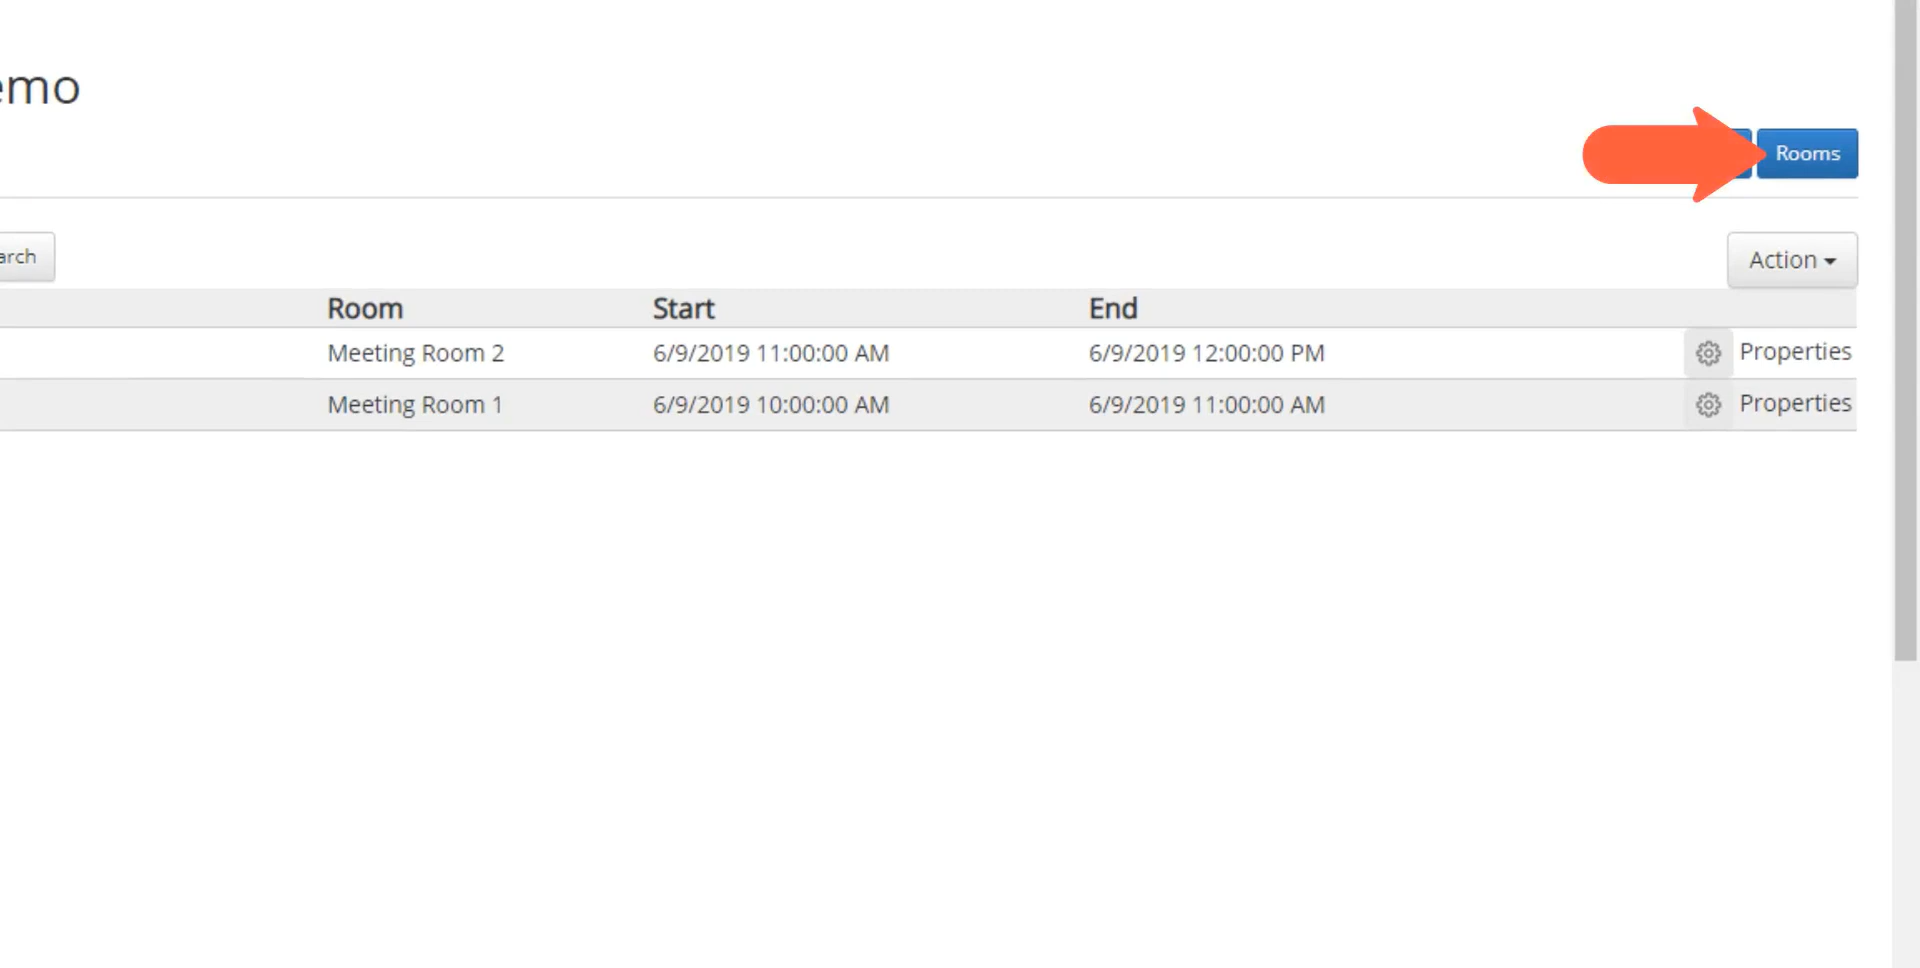 emo
Rooms
arch
Action
Room Start End
Meeting Room 2 6/9/2019 11:00:00 AM 6/9/2019 12:00:00 PM Properties
Meeting Room 1 6/9/2019 10:00:00 AM 6/9/2019 11:00:00 AM Properties